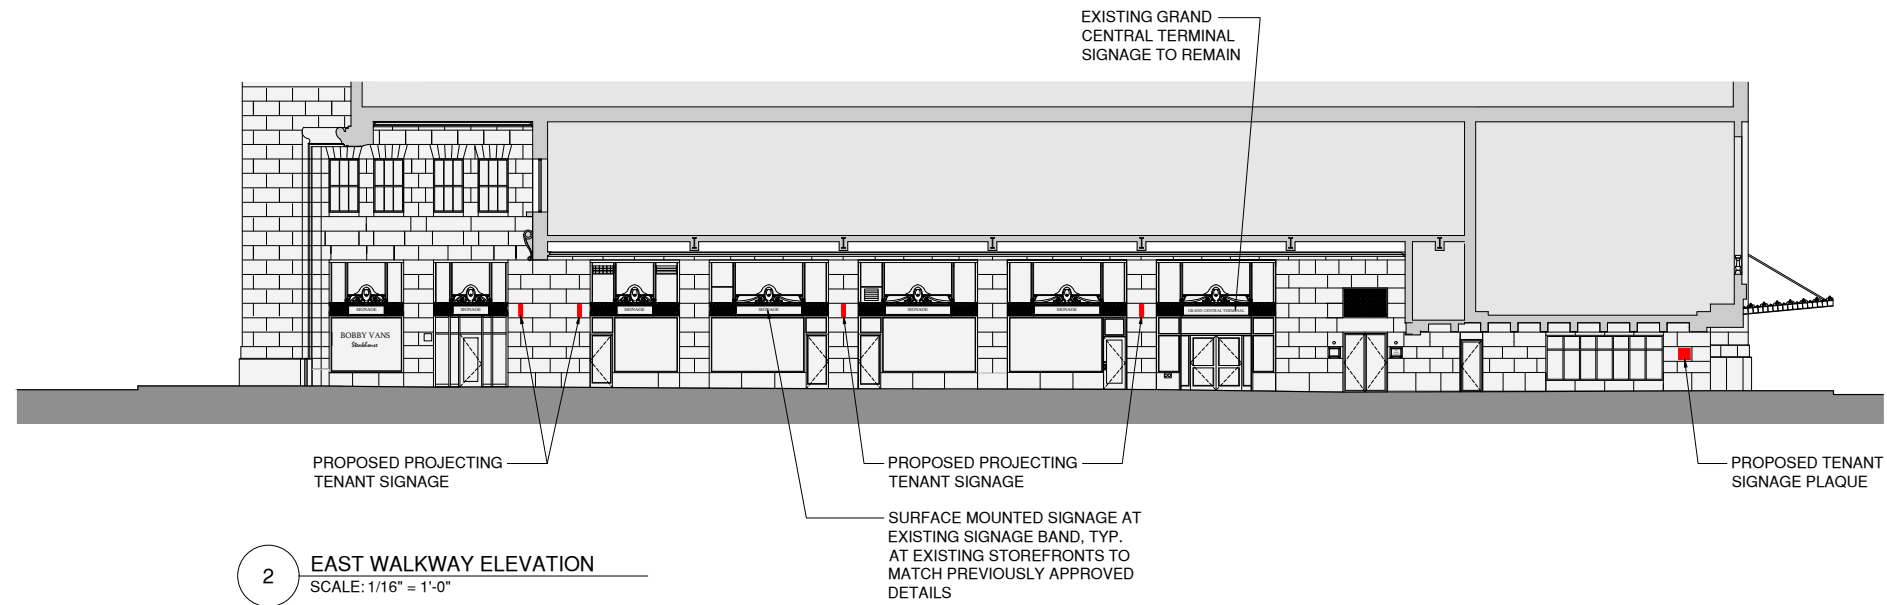 EXISTING GRAND
CENTRAL TERMINAL
SIGNAGE TO REMAIN
SIGNAGE
SIGNAGE
SIGNAGE
SIGNAGE
SIGNAGE
SIGNAGE
GRAND CENTRAL TERMINAL
BOBBY VANS
Steakhouse
PROPOSED PROJECTING
TENANT SIGNAGE
PROPOSED PROJECTING
TENANT SIGNAGE
PROPOSED TENANT
SIGNAGE PLAQUE
SURFACE MOUNTED SIGNAGE AT
EXISTING SIGNAGE BAND, TYP.
AT EXISTING STOREFRONTS TO
MATCH PREVIOUSLY APPROVED
DETAILS
2
EAST WALKWAY ELEVATION
SCALE: 1/16" = 1'-0"